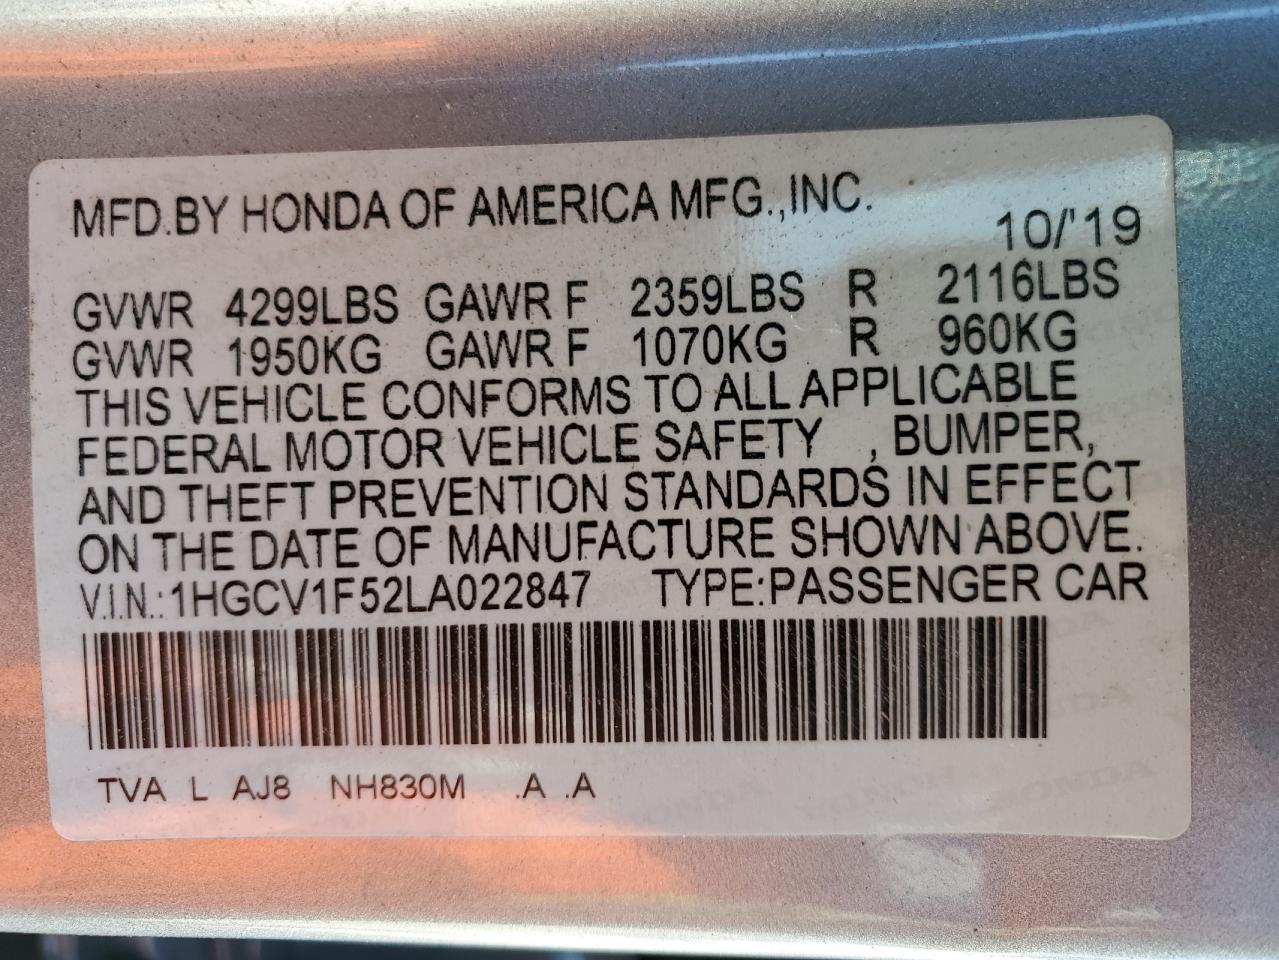 MFD.BY HONDA OF AMERICA MFG.,INC.
10/'19
GVWR 4299LBS GAWR F 2359LBS R 2116LBS
GVWR 1950KG GAWR F 1070KG R 960KG
THIS VEHICLE CONFORMS TO ALL APPLICABLE
FEDERAL MOTOR VEHICLE SAFETY , BUMPER,
AND THEFT PREVENTION STANDARDS IN EFFECT
ON THE DATE OF MANUFACTURE SHOWN ABOVE.
V.I.N.:1HGCV1F52LA022847 TYPE:PASSENGER CAR
TVA L AJ8 NH830M .A .A